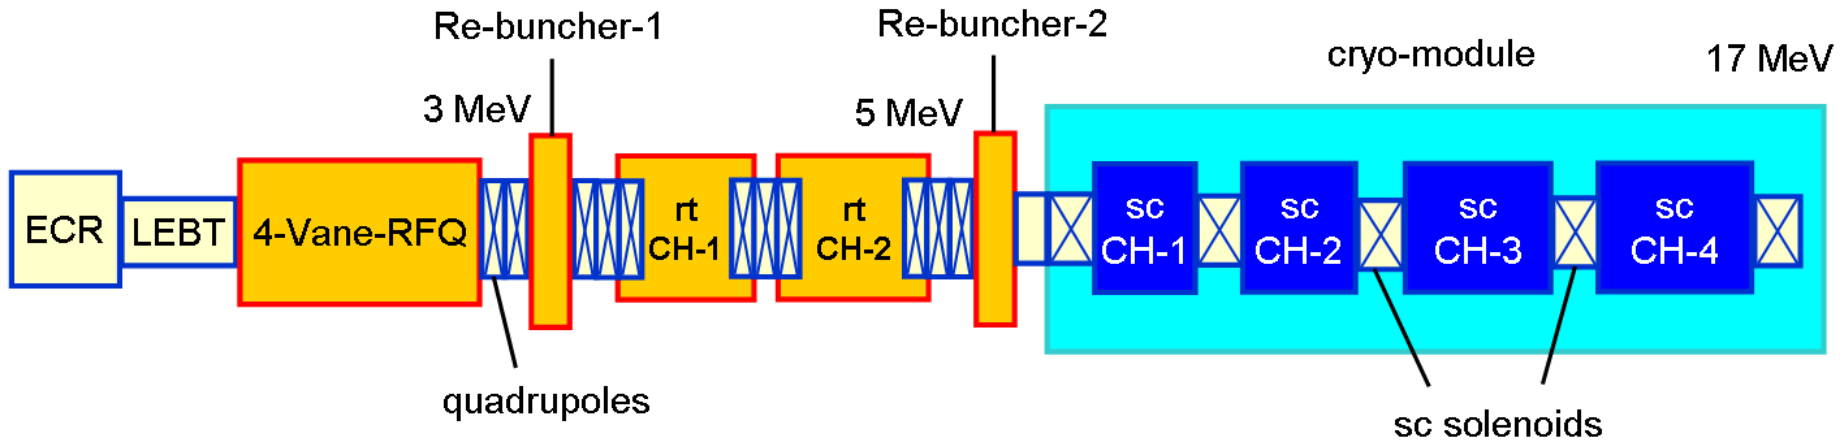 Re-buncher-1
Re-buncher-2
cryo-module
17 MeV
3 MeV
5 MeV
ECR
LEBT
4-Vane-RFQ
rt
CH-1
rt
CH-2
sc
CH-1
sc
CH-2
sc
CH-3
sc
CH-4
quadrupoles
sc solenoids